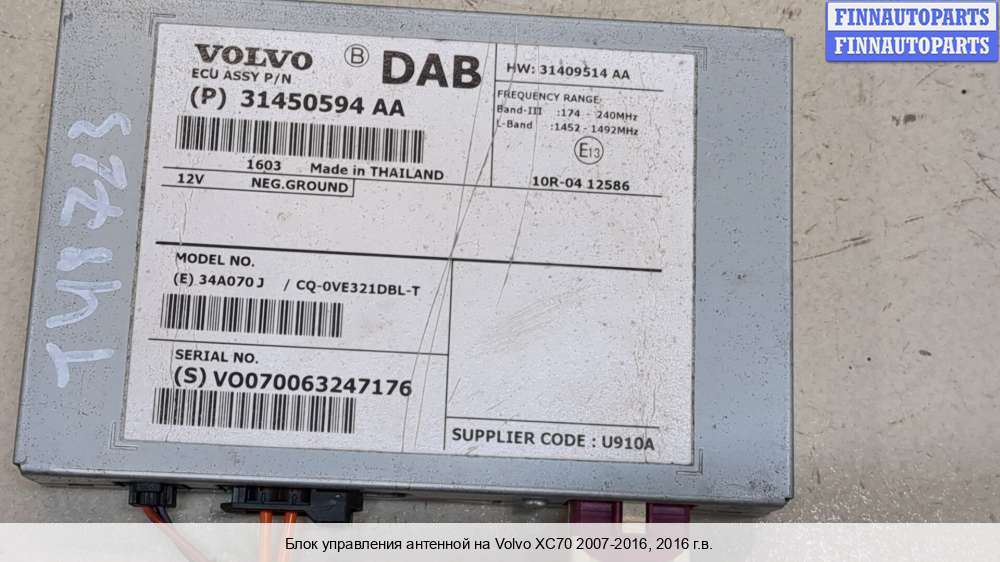 FINNAUTOPARTS
FINNAUTOPARTS
VOLVO B DAB
ECU ASSY P/N
(P) 31450594 AA
1603 Made in THAILAND
12V NEG.GROUND
HW: 31409514 AA
FREQUENCY RANGE:
Band-III :174 - 240MHz
L-Band :1452 - 1492MHz
E13
10R-04 12586
MODEL NO.
(E) 34A070J / CQ-0VE321DBL-T
SERIAL NO.
(S) VO070063247176
SUPPLIER CODE : U910A
Блок управления антенной на Volvo XC70 2007-2016, 2016 г.в.